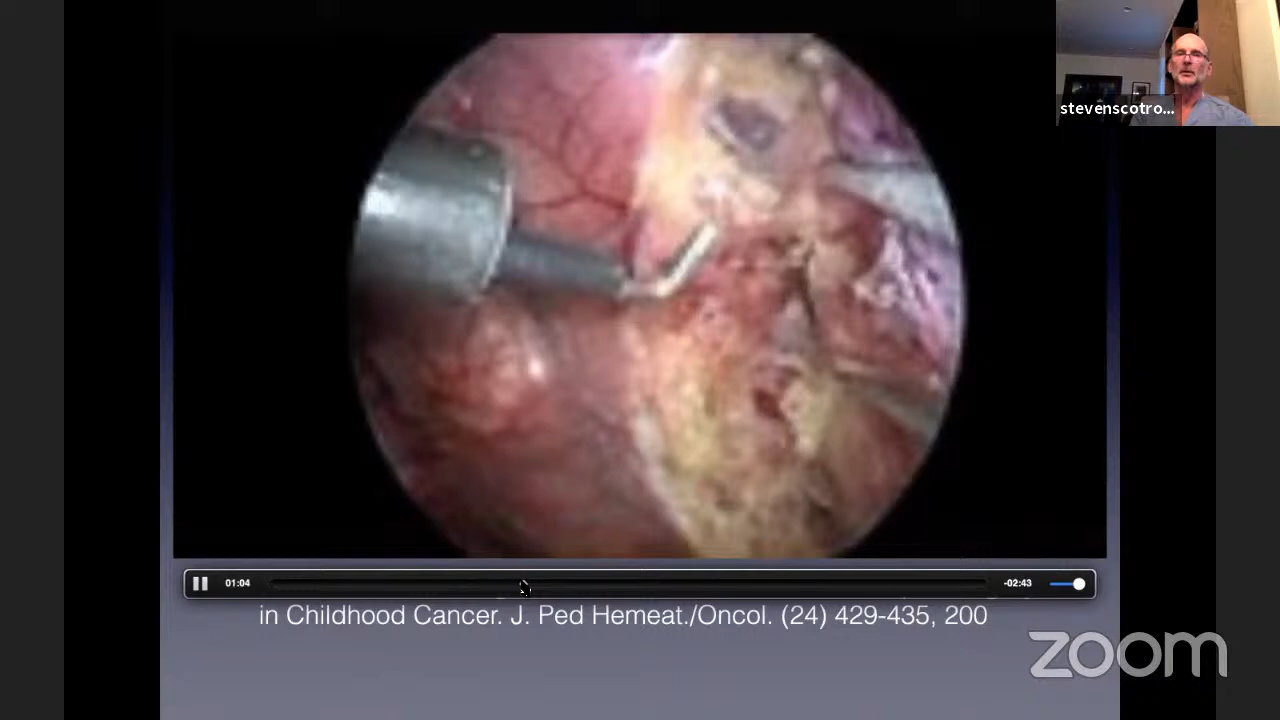 stevenscotro...
01:04
-02:43
in Childhood Cancer. J. Ped Hemeat./Oncol. (24) 429-435, 200
zoom